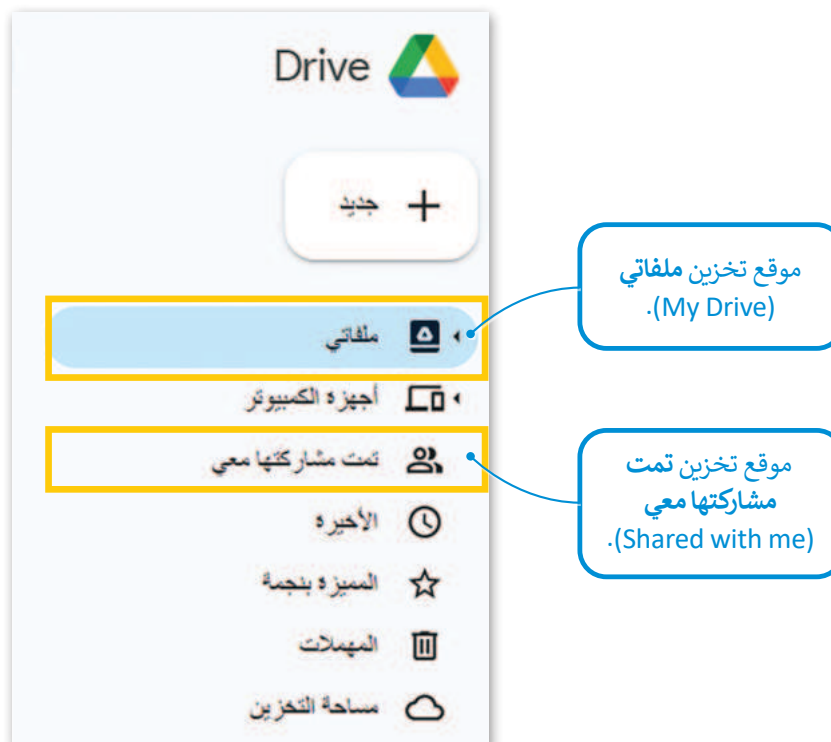 Drive
جديد
ملفاتي
أجهزة الكمبيوتر
تمت مشاركتها معي
الأخيرة
المميزة بنجمة
المهملات
مساحة التخزين
موقع تخزين ملفاتي
(My Drive).
موقع تخزين تمت
مشاركتها معي
(Shared with me).